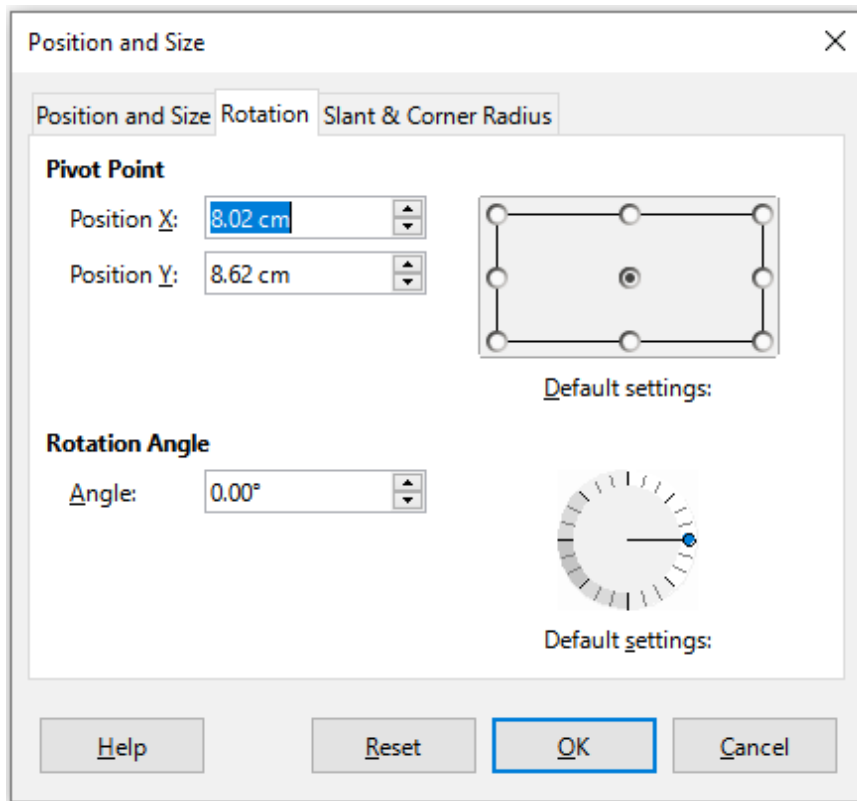 Position and Size
Position and Size Rotation Slant & Corner Radius
Pivot Point
Position X: 8.02 cm
Position Y: 8.62 cm
Default settings:
Rotation Angle
Angle: 0.00°
Default settings:
Help Reset OK Cancel